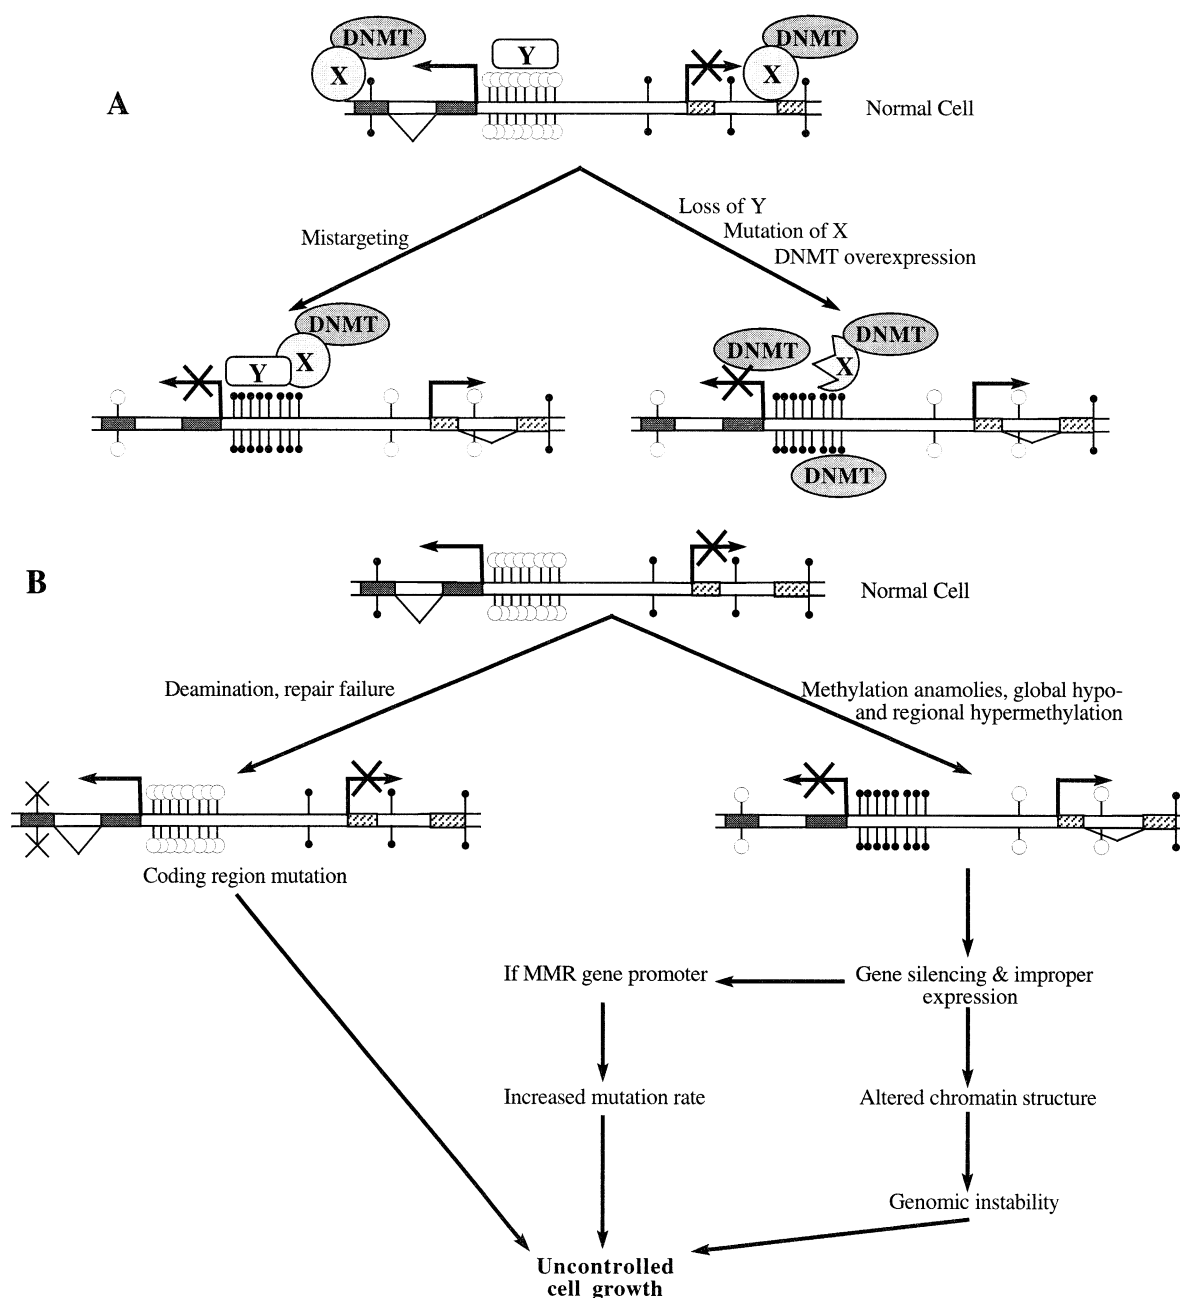 DNMT
DNMT
X
Y
X
A
Normal Cell
Loss of Y
Mistargeting
Mutation of X
DNMT overexpression
DNMT
DNMT
DNMT
Y
X
X
DNMT
B
Normal Cell
Deamination, repair failure
Methylation anamolies, global hypo-
and regional hypermethylation
Coding region mutation
If MMR gene promoter
Gene silencing & improper
expression
Increased mutation rate
Altered chromatin structure
Genomic instability
Uncontrolled
cell growth